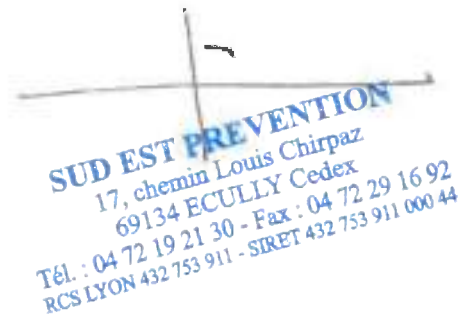 SUD EST PREVENTION
17, chemin Louis Chirpaz
69134 ECULLY Cedex
Tél. : 04 72 19 21 30 - Fax : 04 72 29 16 92
RCS LYON 432 753 911 - SIRET 432 753 911 000 44